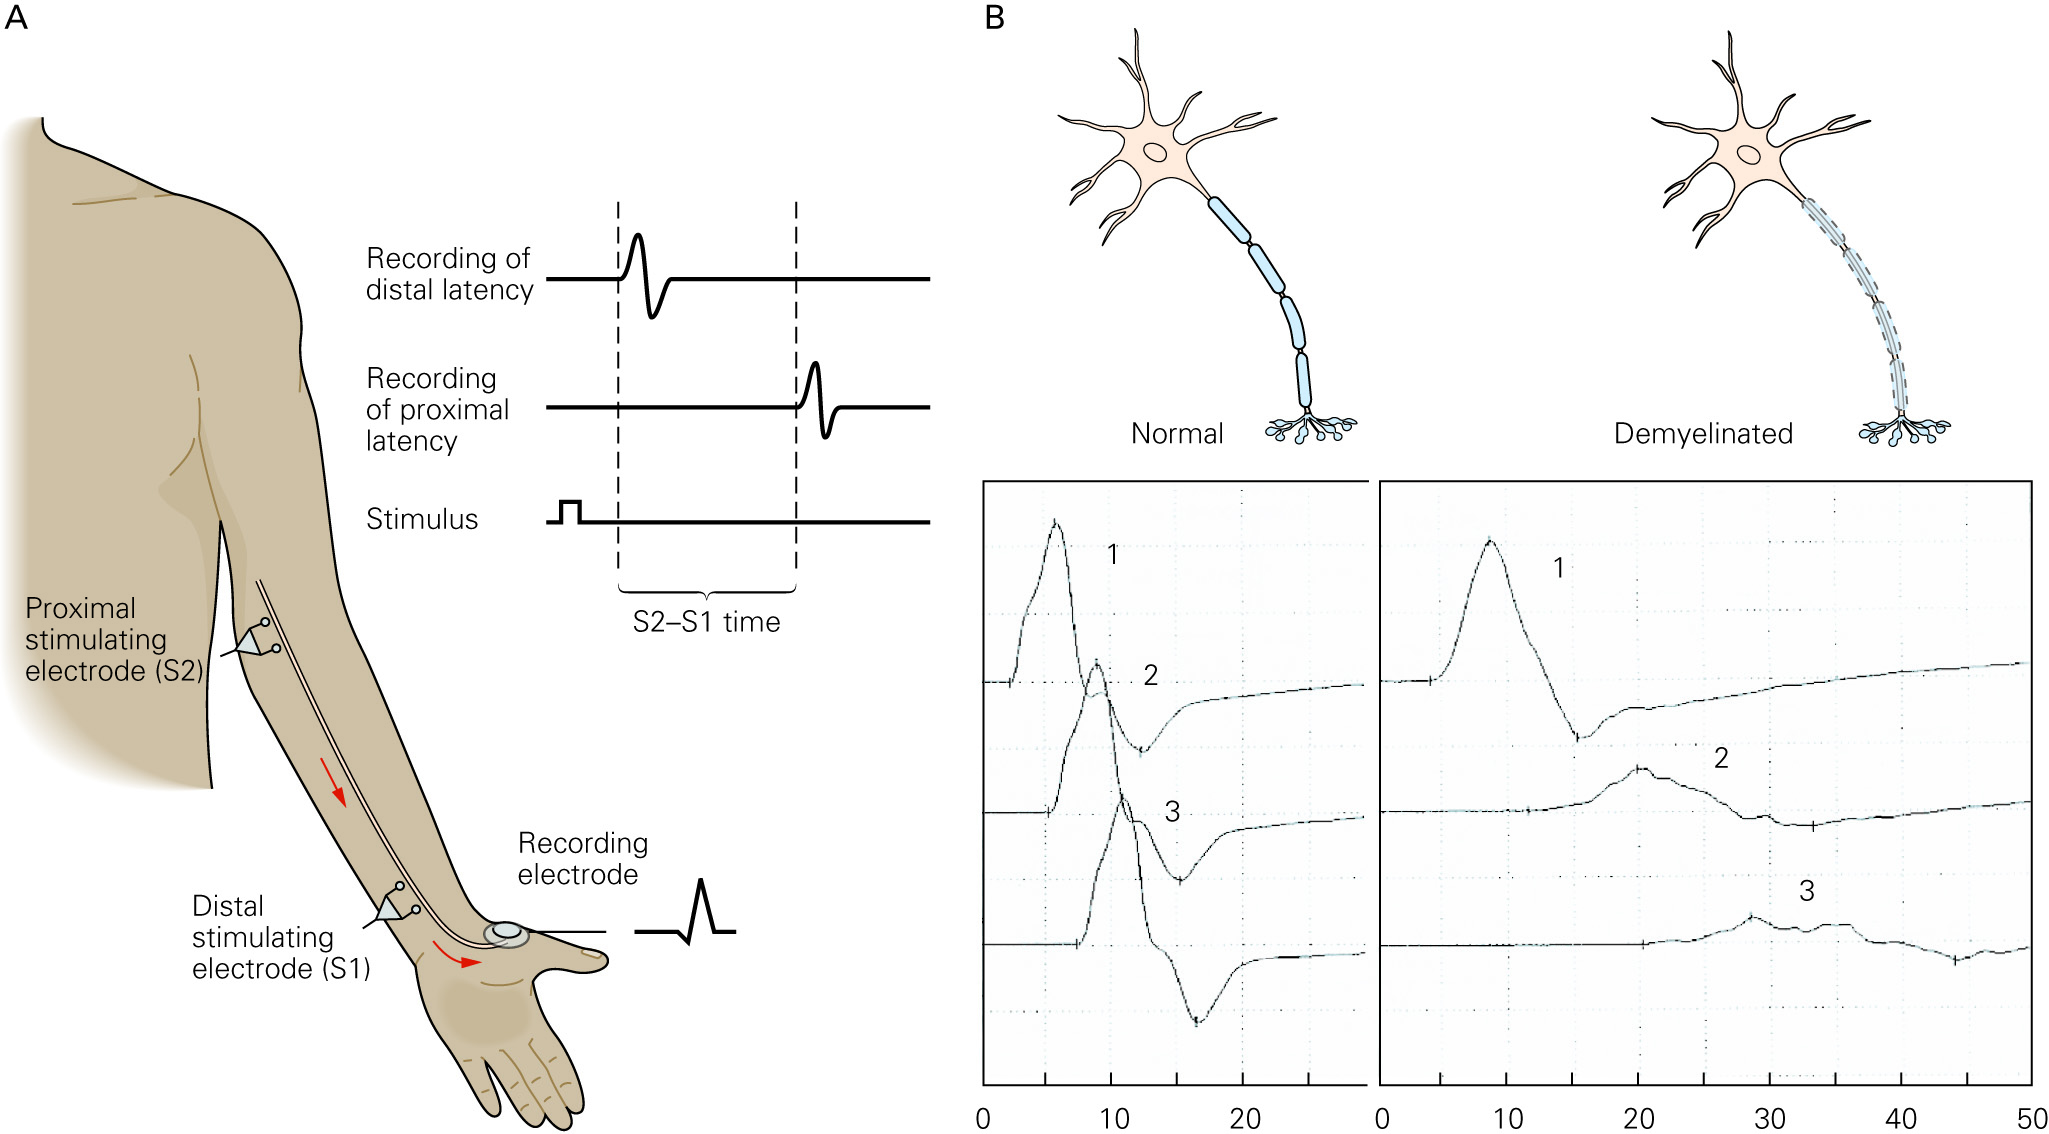 A
Recording of
distal latency
Recording
of proximal
latency
Stimulus
S2–S1 time
Proximal
stimulating
electrode (S2)
Recording
electrode
Distal
stimulating
electrode (S1)
B
Normal
Demyelinated
1
2
3
0 10 20
1
2
3
0 10 20 30 40 50